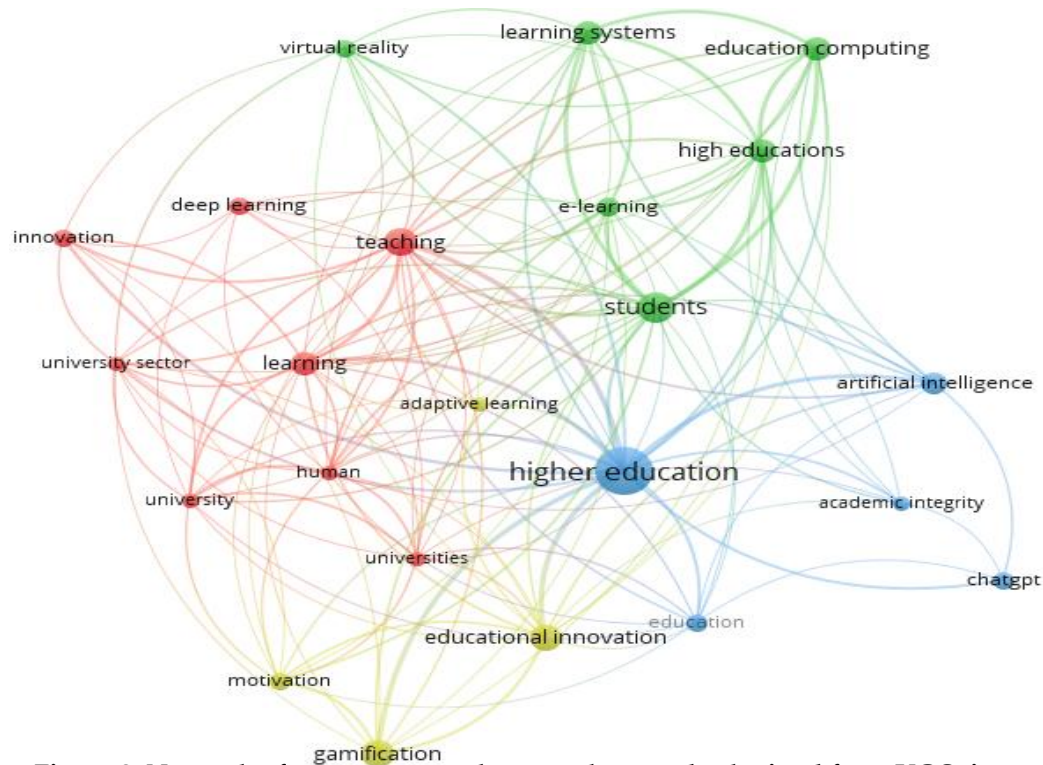 learning systems
virtual reality
education computing
high educations
deep learning
e-learning
innovation
teaching
students
university sector
learning
artificial intelligence
adaptive learning
human
higher education
university
academic integrity
universities
chatgpt
education
educational innovation
motivation
gamification